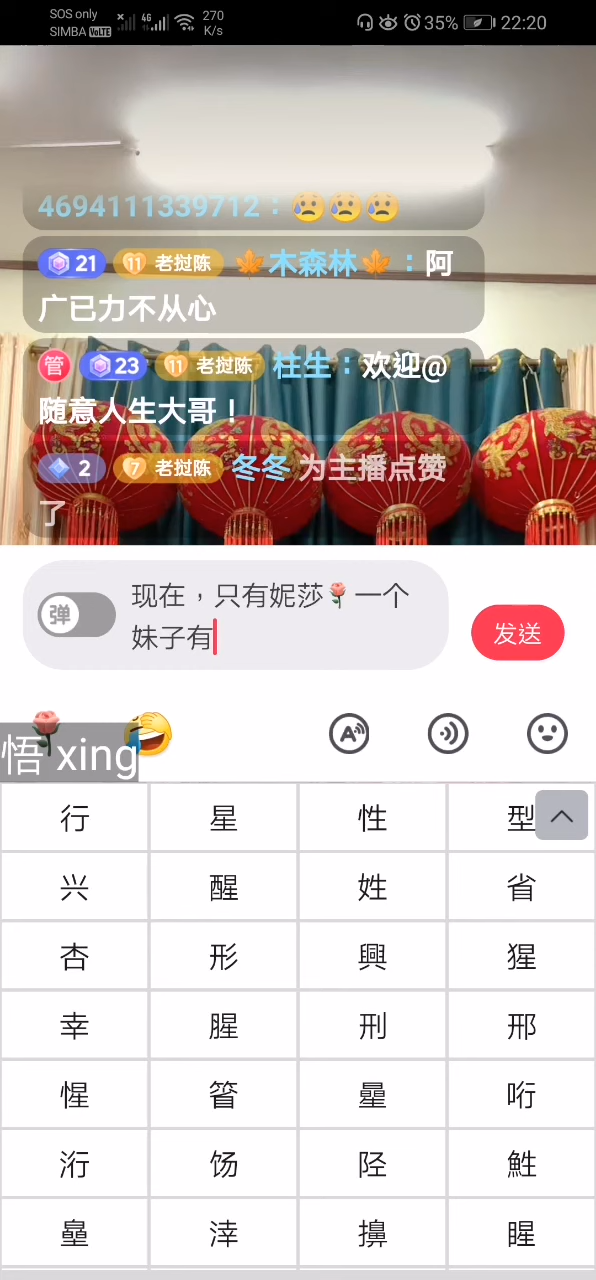 SOS only
SIMBA VoLTE
4G
270
K/s
35%
22:20
4694111339712：😥😥😥
21 11 老挝陈 🍁木森林🍁：阿
广已力不从心
管 23 11 老挝陈 柱生：欢迎@
随意人生大哥！
2 7 老挝陈 冬冬 为主播点赞
了
弹
现在，只有妮莎🌹一个
妹子有
发送
悟 xing
行 星 性 型
兴 醒 姓 省
杏 形 興 猩
幸 腥 刑 邢
惺 箵 曐 哘
洐 饧 陉 鮏
皨 涬 擤 睲